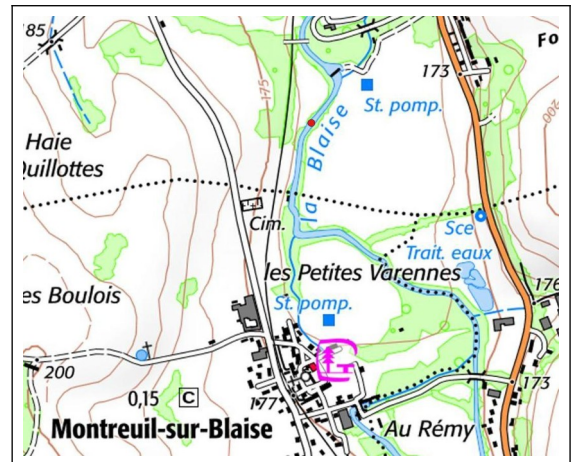 85
173
Fo
St. pomp.
175
la Blaise
200
Haie
Quillottes
Cim.
Sce
Trait. eaux
les Petites Varennes
176
es Boulois
St. pomp.
200
0,15 C
177
173
Montreuil-sur-Blaise
Au Rémy